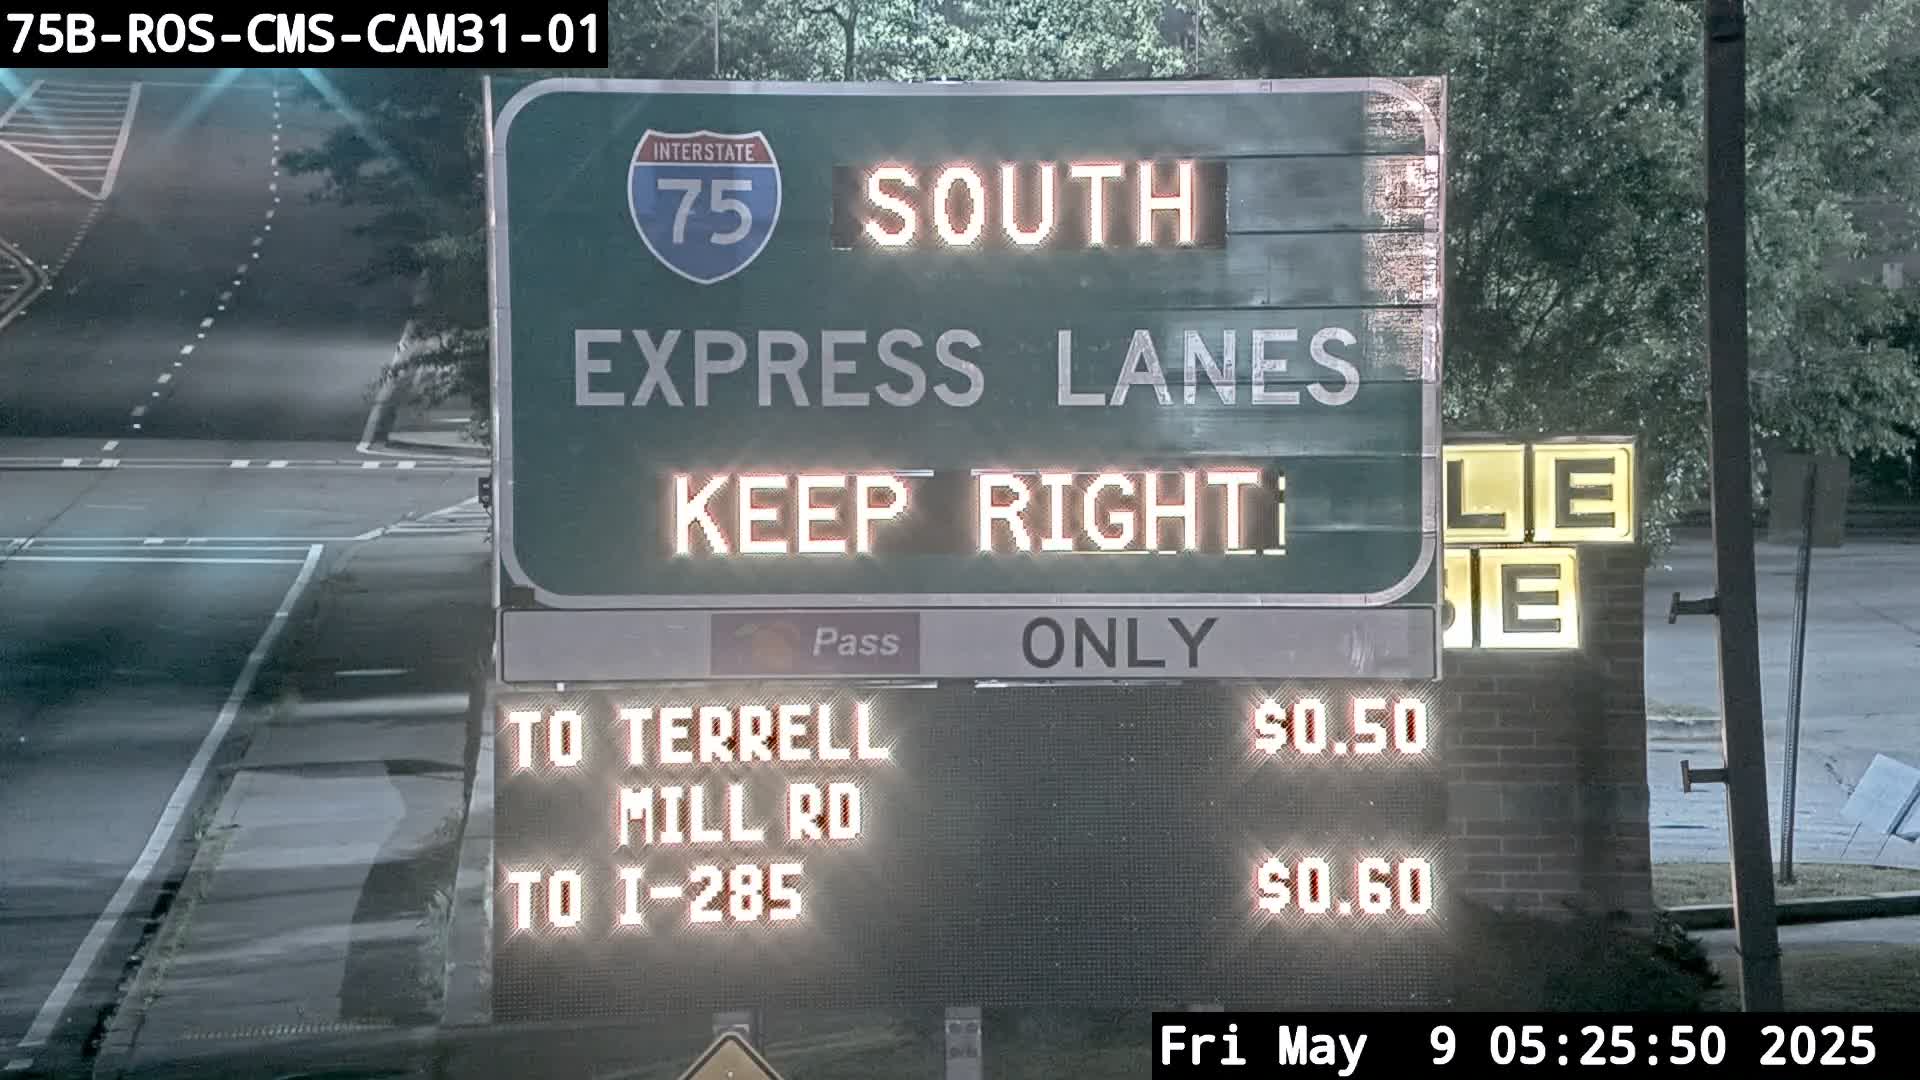 75B-ROS-CMS-CAM31-01
INTERSTATE
75
SOUTH
EXPRESS LANES
KEEP RIGHT
Pass ONLY
TO TERRELL $0.50
MILL RD
TO I-285 $0.60
LE
E
Fri May 9 05:25:50 2025